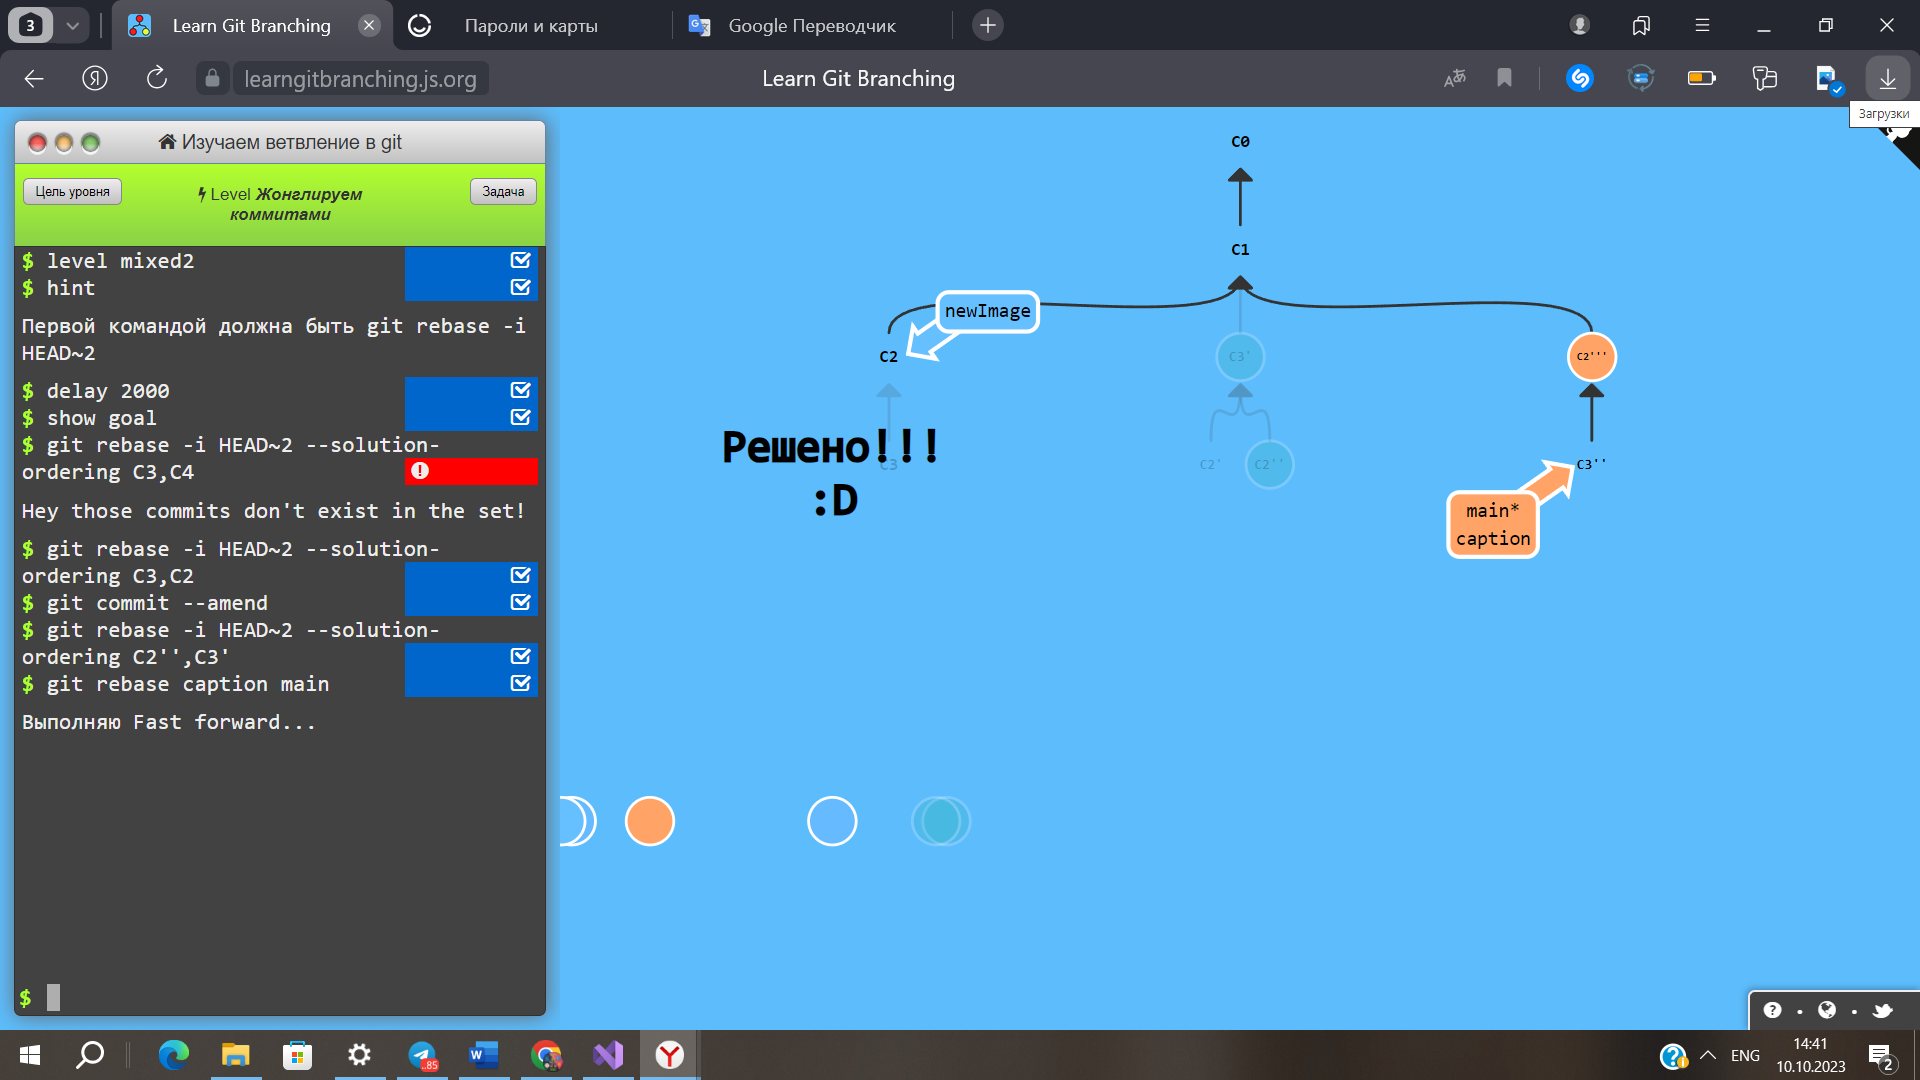 3
Learn Git Branching
Пароли и карты
Google Переводчик
learngitbranching.js.org
Learn Git Branching
Загрузки
Изучаем ветвление в git
Цель уровня
Level Жонглируем
коммитами
Задача
$ level mixed2
$ hint
Первой командой должна быть git rebase -i
HEAD~2
$ delay 2000
$ show goal
$ git rebase -i HEAD~2 --solution-
ordering C3,C4
Hey those commits don't exist in the set!
$ git rebase -i HEAD~2 --solution-
ordering C3,C2
$ git commit --amend
$ git rebase -i HEAD~2 --solution-
ordering C2'',C3'
$ git rebase caption main
Выполняю Fast forward...
$
C0
C1
newImage
C2
C3'
C2'''
Решено!!!
:D
C3
C2'
C2''
C3''
main*
caption
..85
ENG
14:41
10.10.2023
2